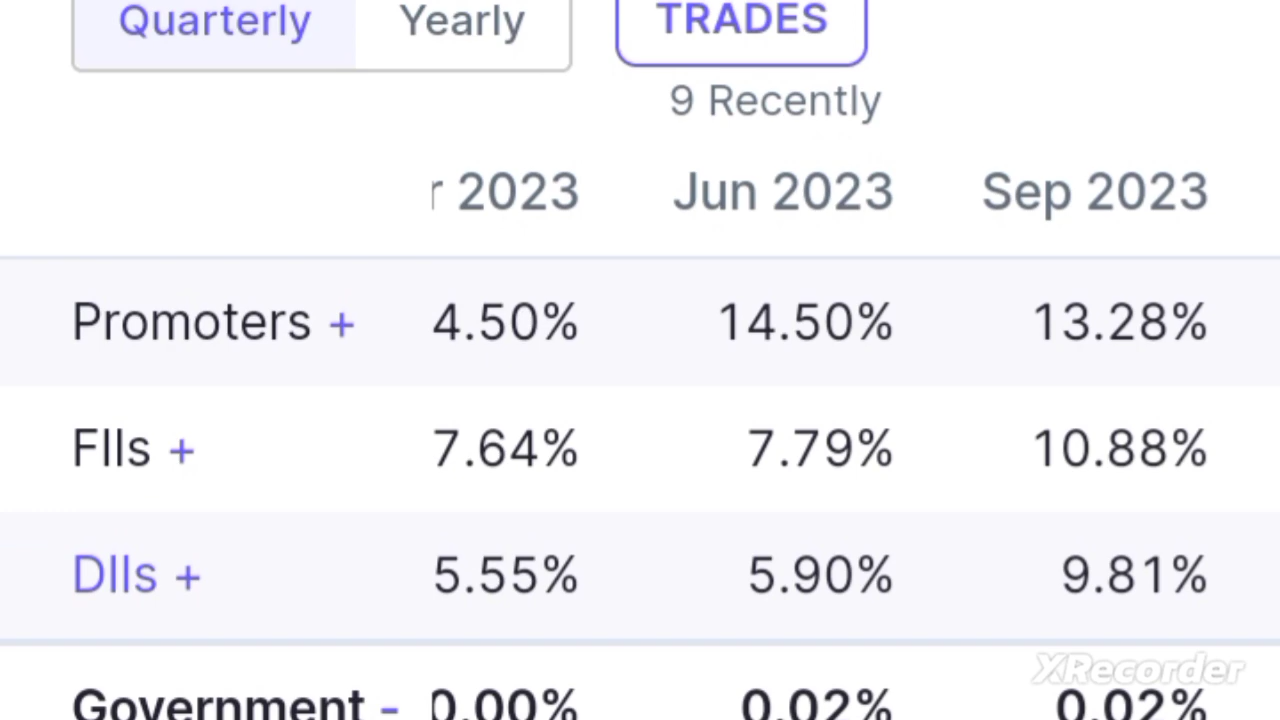 Quarterly Yearly TRADES
9 Recently
r 2023 Jun 2023 Sep 2023
Promoters + 4.50% 14.50% 13.28%
FIIs + 7.64% 7.79% 10.88%
DIIs + 5.55% 5.90% 9.81%
Government - 0.00% 0.02% 0.02%
XRecorder